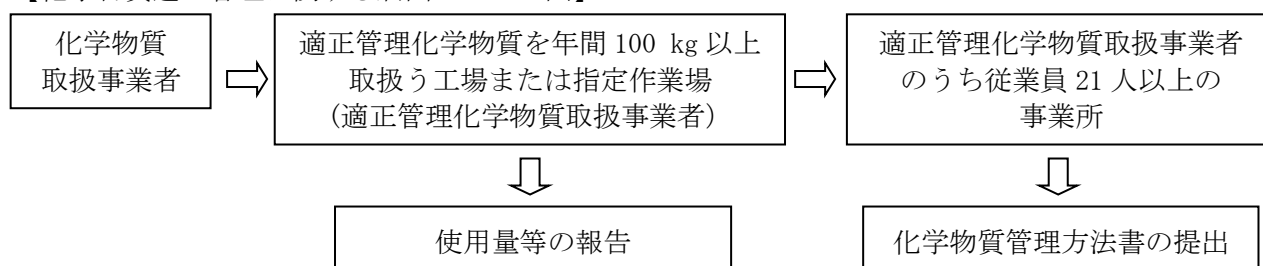 化学物質
取扱事業者
適正管理化学物質を年間 100 kg 以上
取扱う工場または指定作業場
(適正管理化学物質取扱事業者)
適正管理化学物質取扱事業者
のうち従業員 21 人以上の
事業所
使用量等の報告
化学物質管理方法書の提出